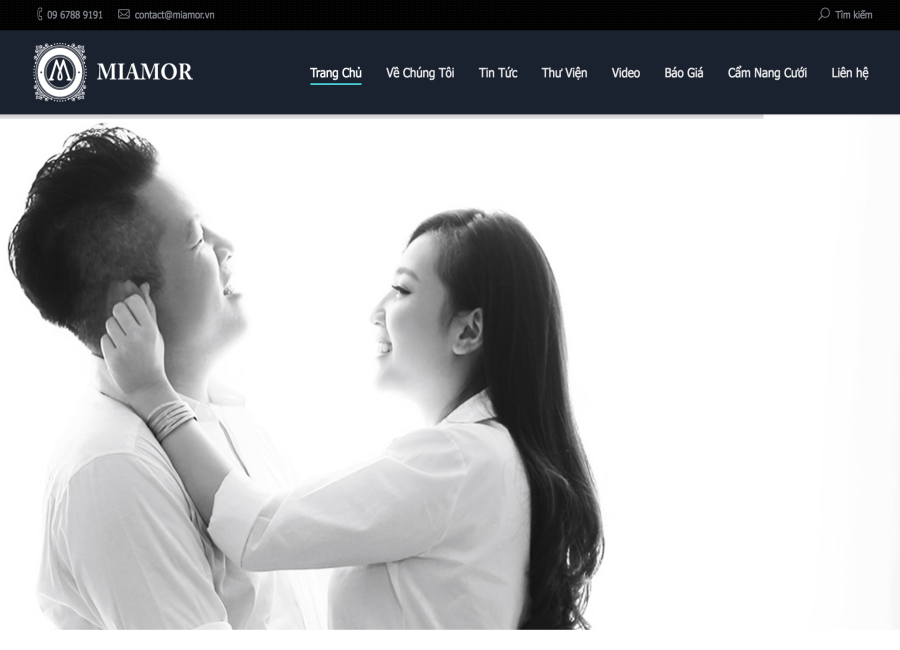 09 6788 9191 contact@miamor.vn Tìm kiếm
MIAMOR
Trang Chủ Về Chúng Tôi Tin Tức Thư Viện Video Báo Giá Cẩm Nang Cưới Liên hệ